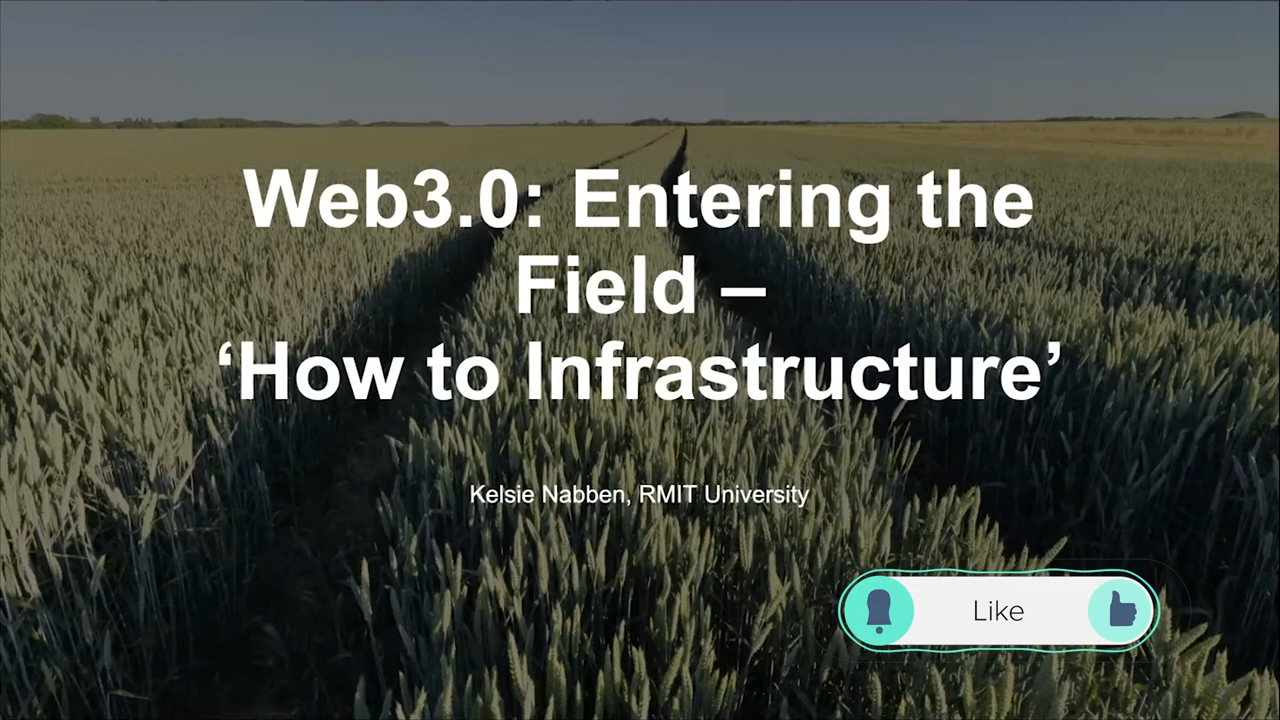 Web3.0: Entering the
Field –
‘How to Infrastructure’
Kelsie Nabben, RMIT University
Like